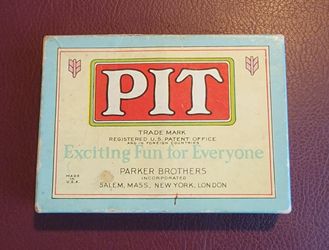 PIT
TRADE MARK
REGISTERED U.S. PATENT OFFICE
AND IN FOREIGN COUNTRIES
Exciting Fun for Everyone
PARKER BROTHERS
INCORPORATED
SALEM, MASS., NEW YORK, LONDON
MADE
IN
U.S.A.